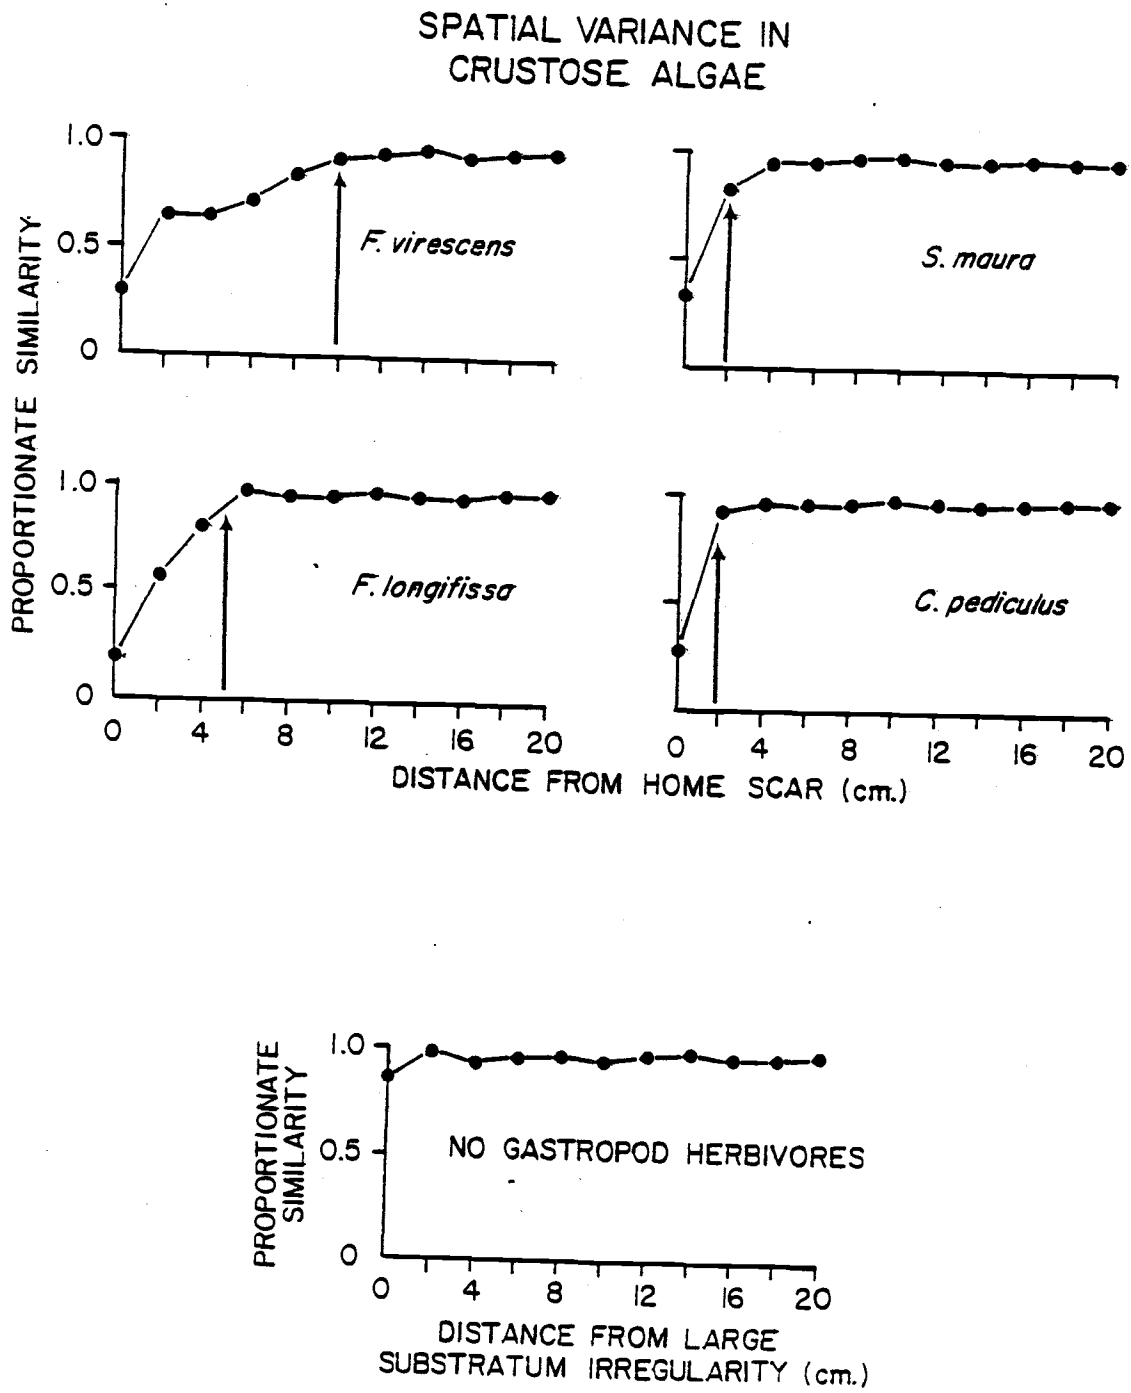 SPATIAL VARIANCE IN
CRUSTOSE ALGAE
PROPORTIONATE SIMILARITY
1.0
0.5
0
F. virescens
S. maura
1.0
0.5
0
F. longifissa
C. pediculus
0 4 8 12 16 20
0 4 8 12 16 20
DISTANCE FROM HOME SCAR (cm.)
PROPORTIONATE
SIMILARITY
1.0
0.5
0
NO GASTROPOD HERBIVORES
0 4 8 12 16 20
DISTANCE FROM LARGE
SUBSTRATUM IRREGULARITY (cm.)